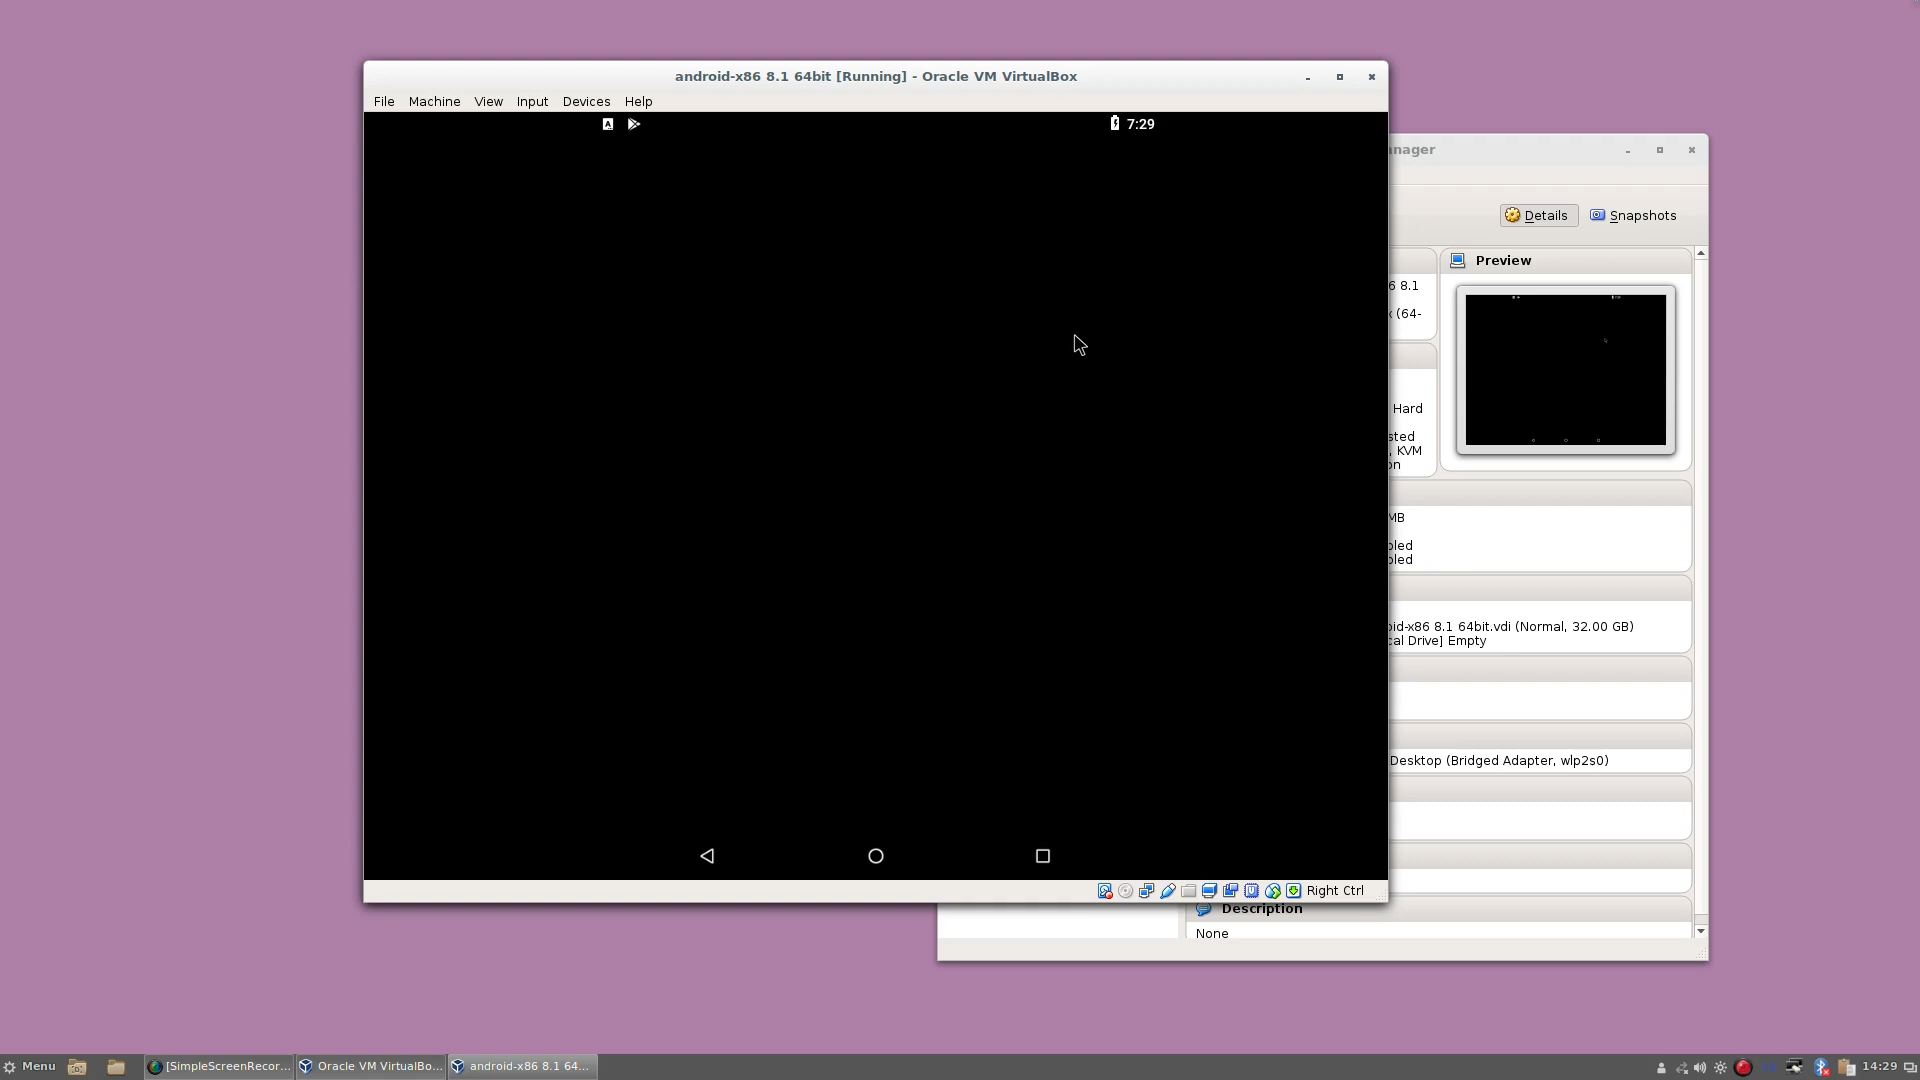 android-x86 8.1 64bit [Running] - Oracle VM VirtualBox
File Machine View Input Devices Help
7:29
Right Ctrl
anager
Details Snapshots
Preview
6 8.1
(64-
Hard
sted
, KVM
on
MB
bled
bled
oid-x86 8.1 64bit.vdi (Normal, 32.00 GB)
cal Drive] Empty
Desktop (Bridged Adapter, wlp2s0)
Description
None
Menu [SimpleScreenRecor... Oracle VM VirtualBo... android-x86 8.1 64... 14:29